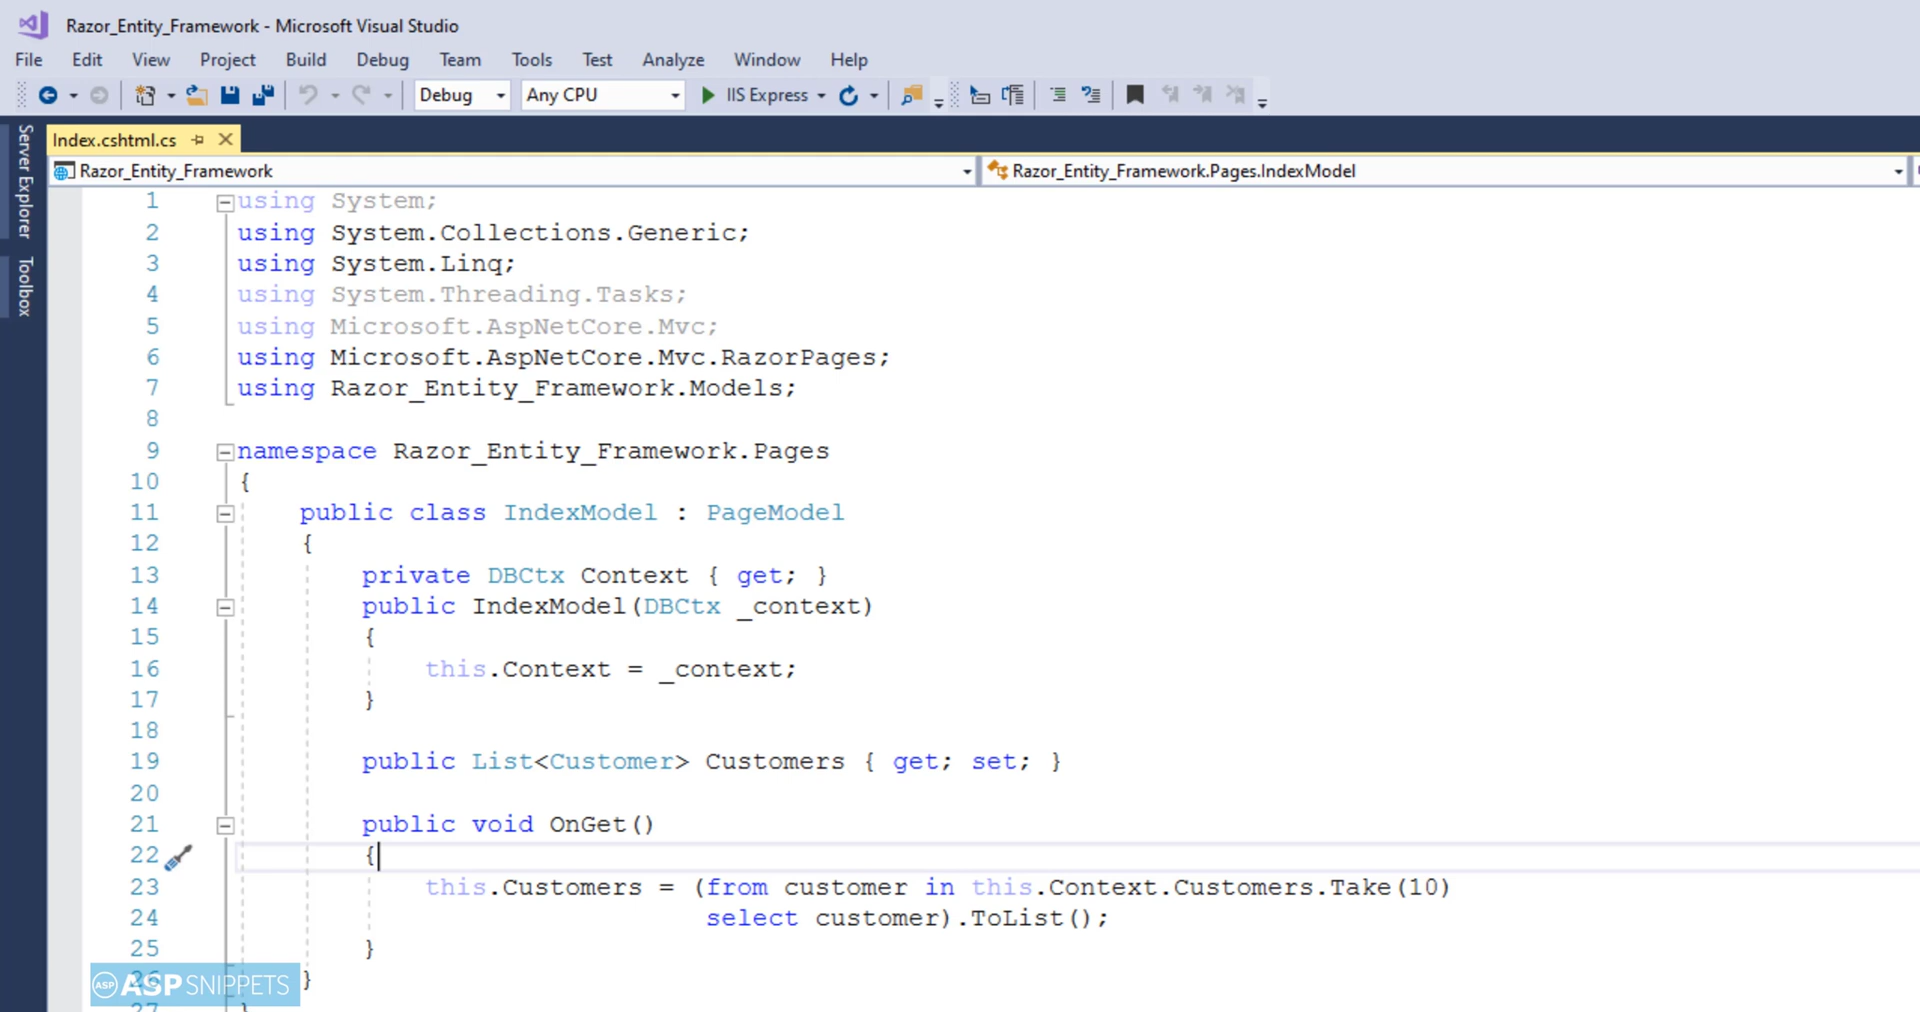 Razor_Entity_Framework - Microsoft Visual Studio
File Edit View Project Build Debug Team Tools Test Analyze Window Help
Debug Any CPU IIS Express
Server Explorer
Toolbox
Index.cshtml.cs
Razor_Entity_Framework Razor_Entity_Framework.Pages.IndexModel
1 using System;
2 using System.Collections.Generic;
3 using System.Linq;
4 using System.Threading.Tasks;
5 using Microsoft.AspNetCore.Mvc;
6 using Microsoft.AspNetCore.Mvc.RazorPages;
7 using Razor_Entity_Framework.Models;
8
9 namespace Razor_Entity_Framework.Pages
10 {
11 public class IndexModel : PageModel
12 {
13 private DBCtx Context { get; }
14 public IndexModel(DBCtx _context)
15 {
16 this.Context = _context;
17 }
18
19 public List<Customer> Customers { get; set; }
20
21 public void OnGet()
22 {
23 this.Customers = (from customer in this.Context.Customers.Take(10)
24 select customer).ToList();
25 }
26 }
27 }
ASP ASPSNIPPETS